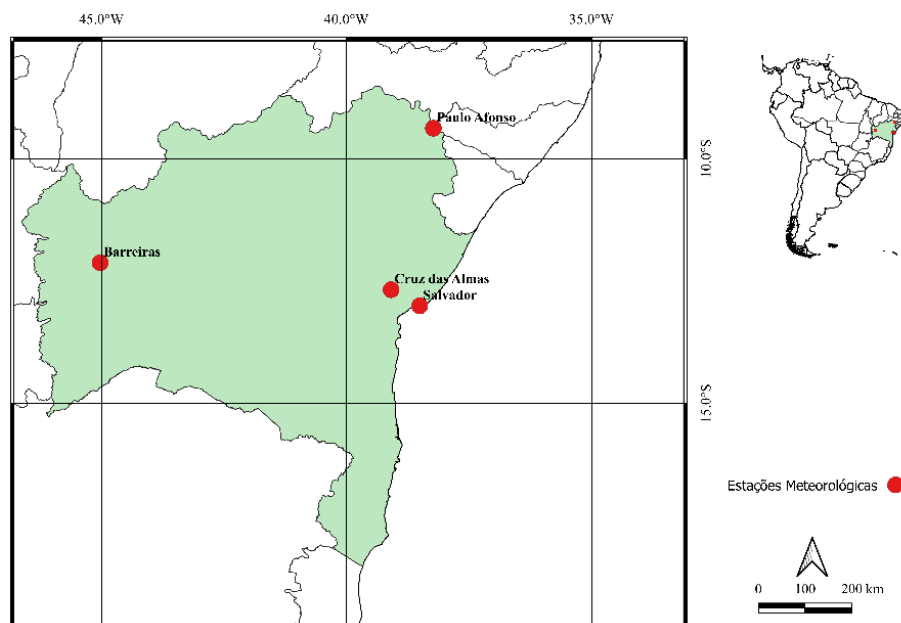 45.0°W 40.0°W 35.0°W
Paulo Afonso
10.0°S
Barreiras
Cruz das Almas
Salvador
15.0°S
Estações Meteorológicas
0 100 200 km